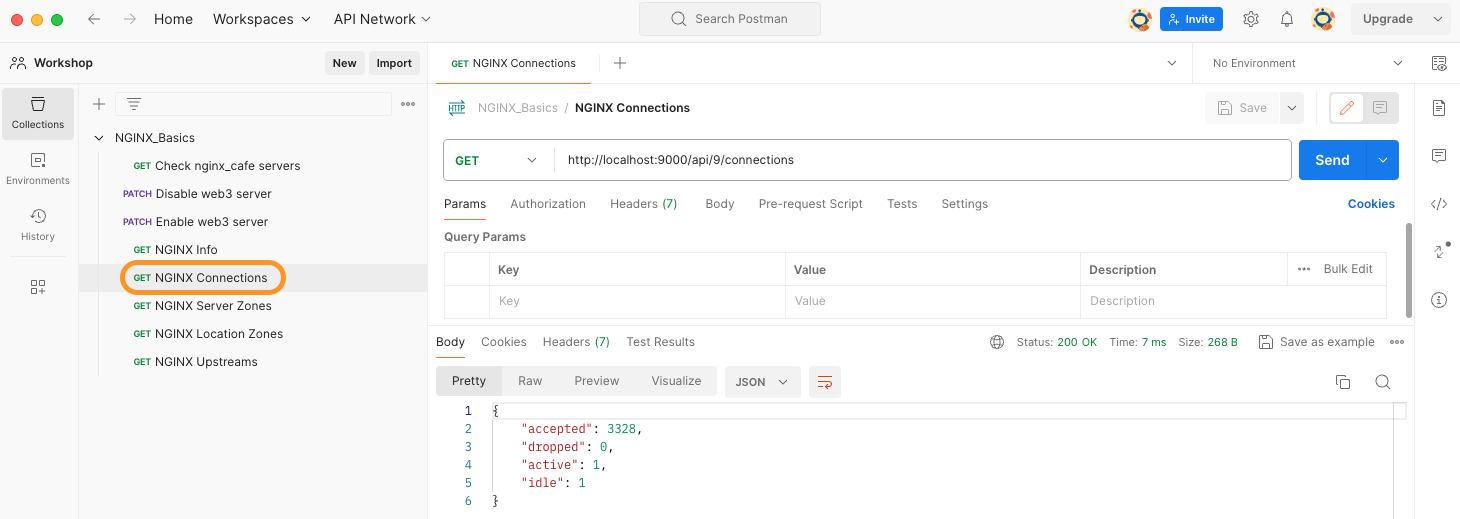 Home Workspaces API Network Search Postman Invite Upgrade
Workshop New Import GET NGINX Connections No Environment
Collections
Environments
History
NGINX_Basics
GET Check nginx_cafe servers
PATCH Disable web3 server
PATCH Enable web3 server
GET NGINX Info
GET NGINX Connections
GET NGINX Server Zones
GET NGINX Location Zones
GET NGINX Upstreams
HTTP NGINX_Basics / NGINX Connections Save
GET http://localhost:9000/api/9/connections Send
Params Authorization Headers (7) Body Pre-request Script Tests Settings Cookies
Query Params
Key Value Description ••• Bulk Edit
Key Value Description
Body Cookies Headers (7) Test Results Status: 200 OK Time: 7 ms Size: 268 B Save as example
Pretty Raw Preview Visualize JSON
1 {
2 "accepted": 3328,
3 "dropped": 0,
4 "active": 1,
5 "idle": 1
6 }